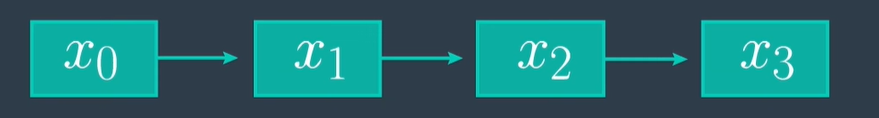 x₀ x₁ x₂ x₃